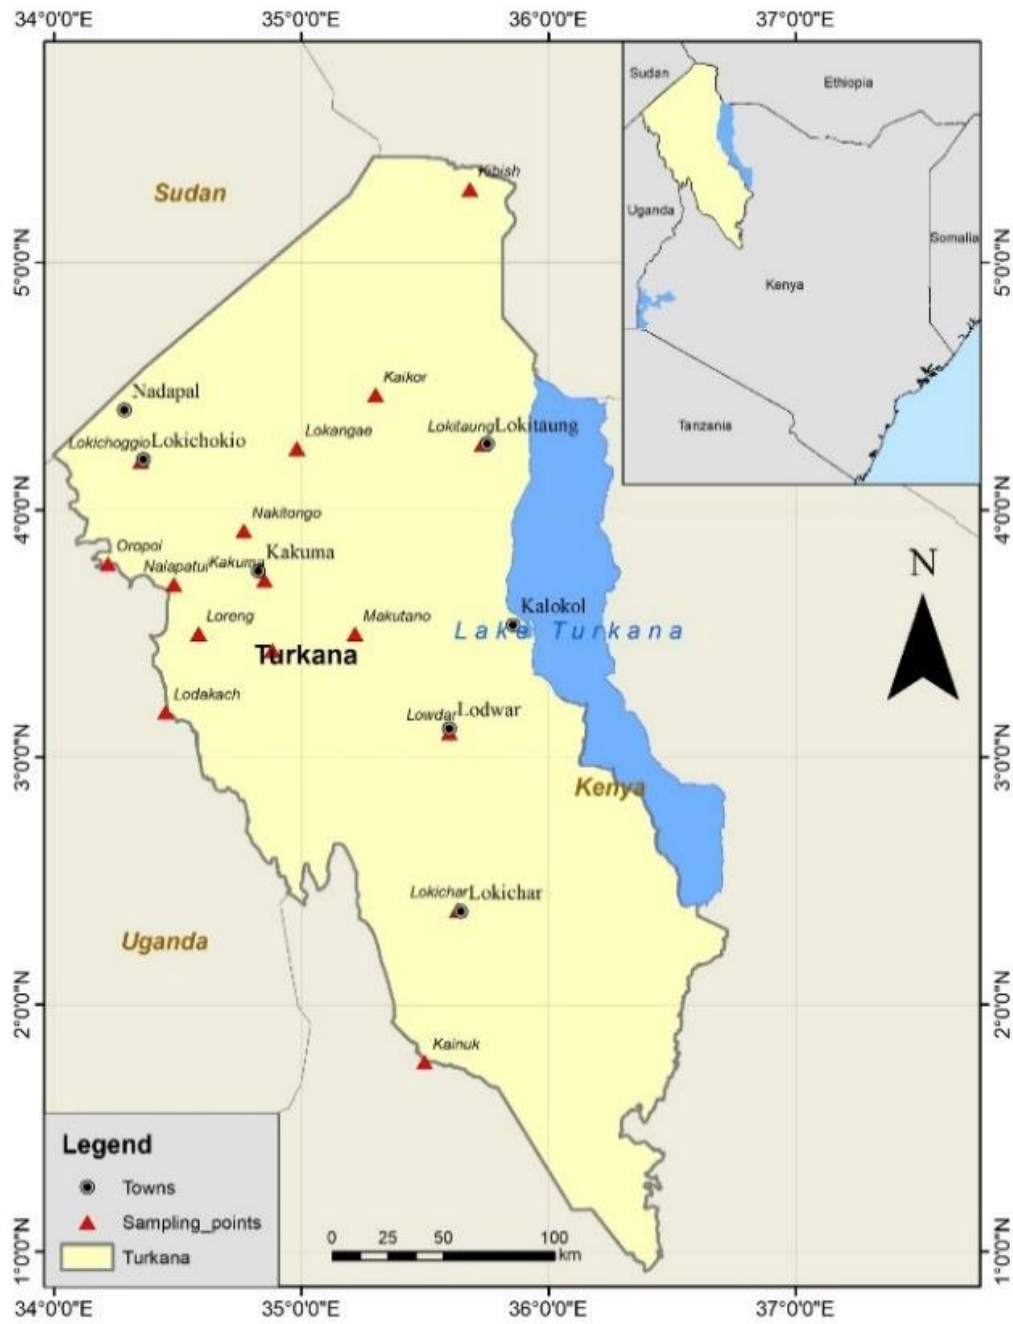 34°0'0"E 35°0'0"E 36°0'0"E 37°0'0"E
Sudan
Ethiopia
Uganda
Somalia
Kenya
Tanzania
Kibish
Sudan
5°0'0"N 5°0'0"N
Kaikor
Nadapal
Lokitaung Lokitaung
Lokangae
Lokichoggio Lokichokio
4°0'0"N 4°0'0"N
Nakitongo
Oropoi
Kakuma
Nalapatui Kakuma
N
Kalokol
Loreng
Makutano
Lake Turkana
Turkana
Lodakach
Lowdar Lodwar
3°0'0"N 3°0'0"N
Kenya
Lokichar Lokichar
Uganda
2°0'0"N 2°0'0"N
Kainuk
Legend
Towns
Sampling_points
Turkana
0 25 50 100
km
1°0'0"N 1°0'0"N
34°0'0"E 35°0'0"E 36°0'0"E 37°0'0"E